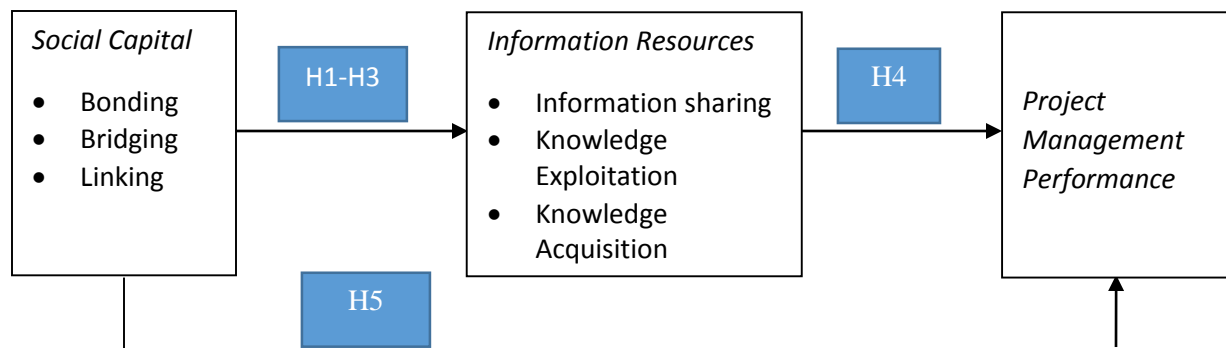 Social Capital
• Bonding
• Bridging
• Linking
H1-H3
Information Resources
• Information sharing
• Knowledge
Exploitation
• Knowledge
Acquisition
H4
Project
Management
Performance
H5